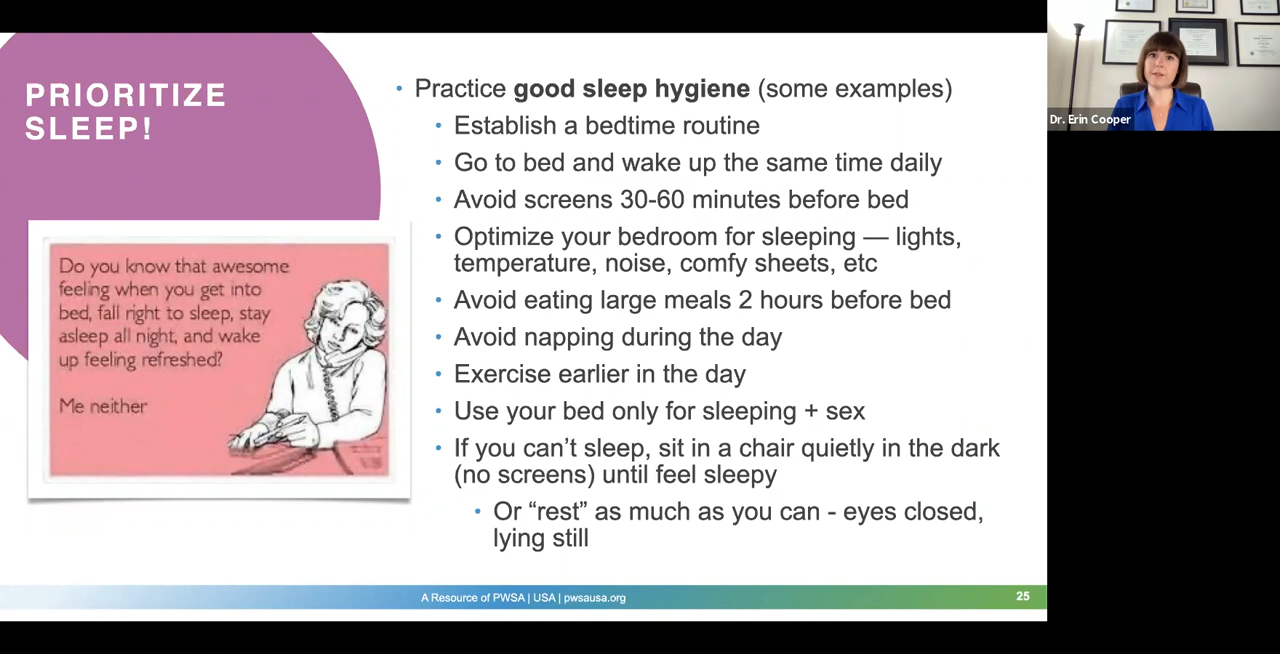 PRIORITIZE
SLEEP!
Do you know that awesome
feeling when you get into
bed, fall right to sleep, stay
asleep all night, and wake
up feeling refreshed?
Me neither
• Practice good sleep hygiene (some examples)
• Establish a bedtime routine
• Go to bed and wake up the same time daily
• Avoid screens 30-60 minutes before bed
• Optimize your bedroom for sleeping — lights,
temperature, noise, comfy sheets, etc
• Avoid eating large meals 2 hours before bed
• Avoid napping during the day
• Exercise earlier in the day
• Use your bed only for sleeping + sex
• If you can’t sleep, sit in a chair quietly in the dark
(no screens) until feel sleepy
• Or “rest” as much as you can - eyes closed,
lying still
A Resource of PWSA | USA | pwsausa.org
25
Dr. Erin Cooper